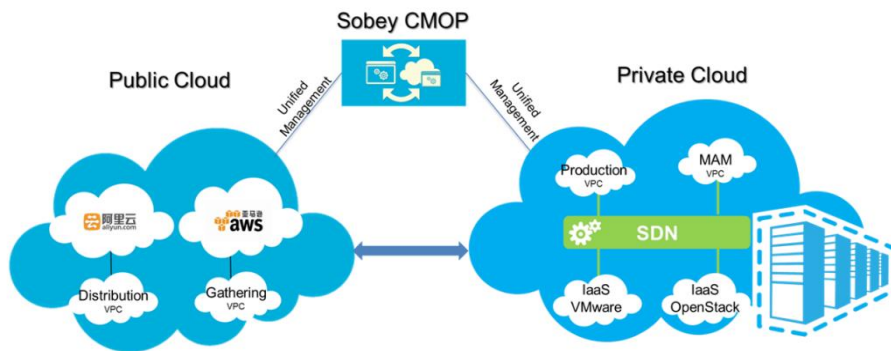 Sobey CMOP
Public Cloud
Private Cloud
Unified
Management
Unified
Management
阿里云
aliyun.com
亚马逊
aws
Distribution
VPC
Gathering
VPC
Production
VPC
MAM
VPC
SDN
IaaS
VMware
IaaS
OpenStack